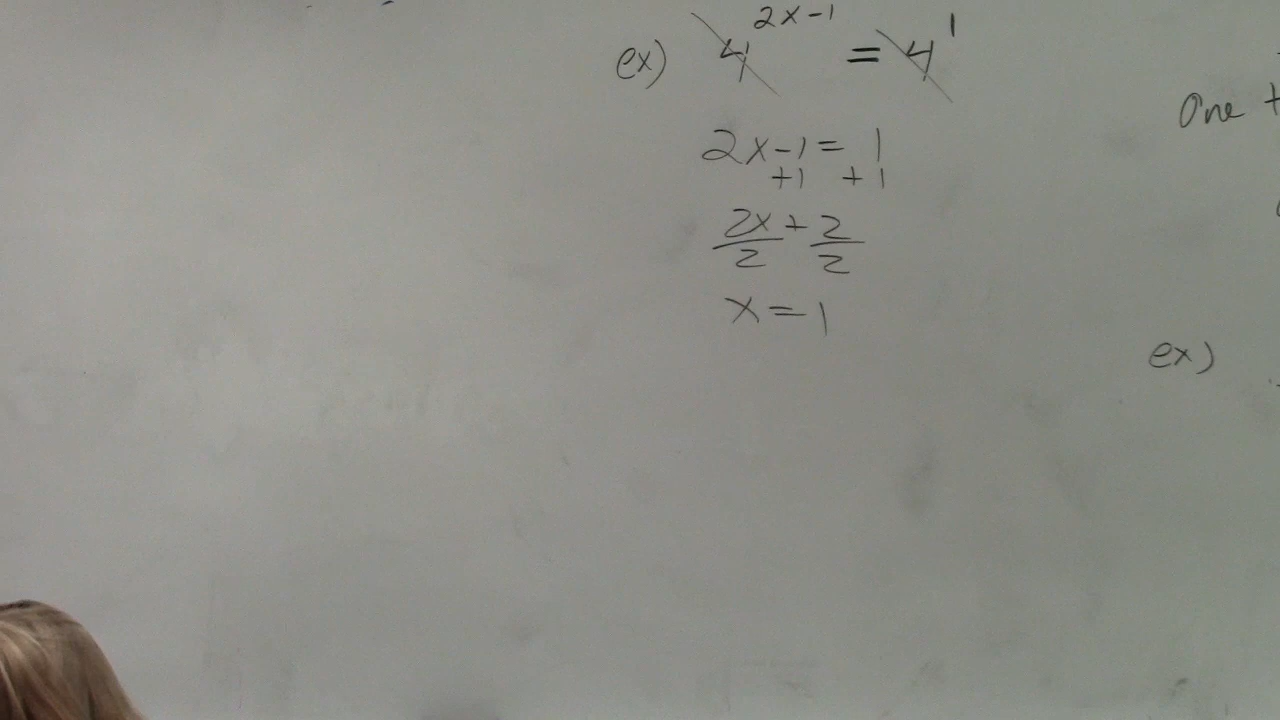 ex) 4^{2x-1} = 4^1
2x-1 = 1
+1 +1
2x + 2
2 2
x = 1
One
ex)